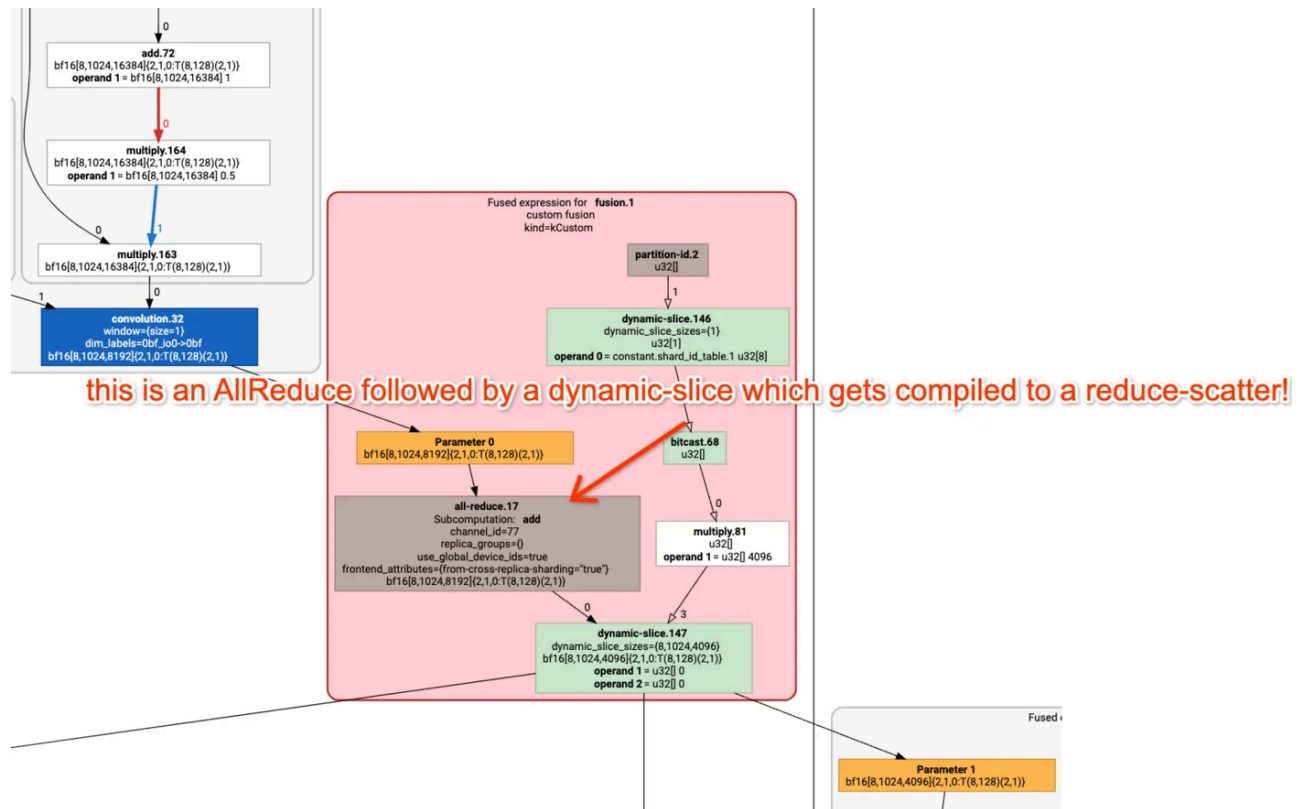 0
add.72
bf16[8,1024,16384]{2,1,0:T(8,128)(2,1)}
operand 1 = bf16[8,1024,16384] 1
0
multiply.164
bf16[8,1024,16384]{2,1,0:T(8,128)(2,1)}
operand 1 = bf16[8,1024,16384] 0.5
0
1
multiply.163
bf16[8,1024,16384]{2,1,0:T(8,128)(2,1)}
1
0
convolution.32
window={size=1}
dim_labels=0bf_io0->0bf
bf16[8,1024,8192]{2,1,0:T(8,128)(2,1)}
Fused expression for fusion.1
custom fusion
kind=kCustom
partition-id.2
u32[]
1
dynamic-slice.146
dynamic_slice_sizes={1}
u32[1]
operand 0 = constant.shard_id_table.1 u32[8]
this is an AllReduce followed by a dynamic-slice which gets compiled to a reduce-scatter!
Parameter 0
bf16[8,1024,8192]{2,1,0:T(8,128)(2,1)}
bitcast.68
u32[]
all-reduce.17
Subcomputation: add
channel_id=77
replica_groups={}
use_global_device_ids=true
frontend_attributes={from-cross-replica-sharding="true"}
bf16[8,1024,8192]{2,1,0:T(8,128)(2,1)}
0
multiply.81
u32[]
operand 1 = u32[] 4096
0
3
dynamic-slice.147
dynamic_slice_sizes={8,1024,4096}
bf16[8,1024,4096]{2,1,0:T(8,128)(2,1)}
operand 1 = u32[] 0
operand 2 = u32[] 0
Fused
Parameter 1
bf16[8,1024,4096]{2,1,0:T(8,128)(2,1)}